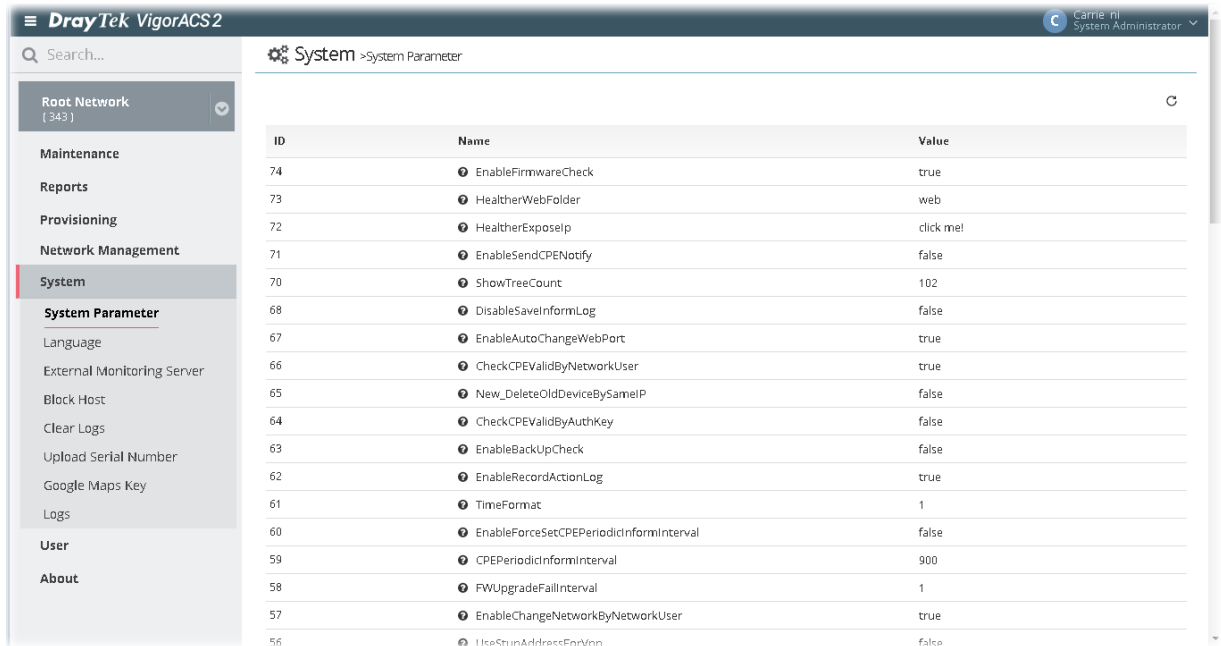 DrayTek VigorACS 2
C Carrie ni
System Administrator
Search...
System >System Parameter
Root Network
[ 343 ]
Maintenance
Reports
Provisioning
Network Management
System
System Parameter
Language
External Monitoring Server
Block Host
Clear Logs
Upload Serial Number
Google Maps Key
Logs
User
About
ID Name Value
74 EnableFirmwareCheck true
73 HealtherWebFolder web
72 HealtherExposeIp click me!
71 EnableSendCPENotify false
70 ShowTreeCount 102
68 DisableSaveInformLog false
67 EnableAutoChangeWebPort true
66 CheckCPEValidByNetworkUser true
65 New_DeleteOldDeviceBySameIP false
64 CheckCPEValidByAuthKey false
63 EnableBackUpCheck false
62 EnableRecordActionLog true
61 TimeFormat 1
60 EnableForceSetCPEPeriodicInformInterval false
59 CPEPeriodicInformInterval 900
58 FWUpgradeFailInterval 1
57 EnableChangeNetworkByNetworkUser true
56 UseStunAddressForVpn false